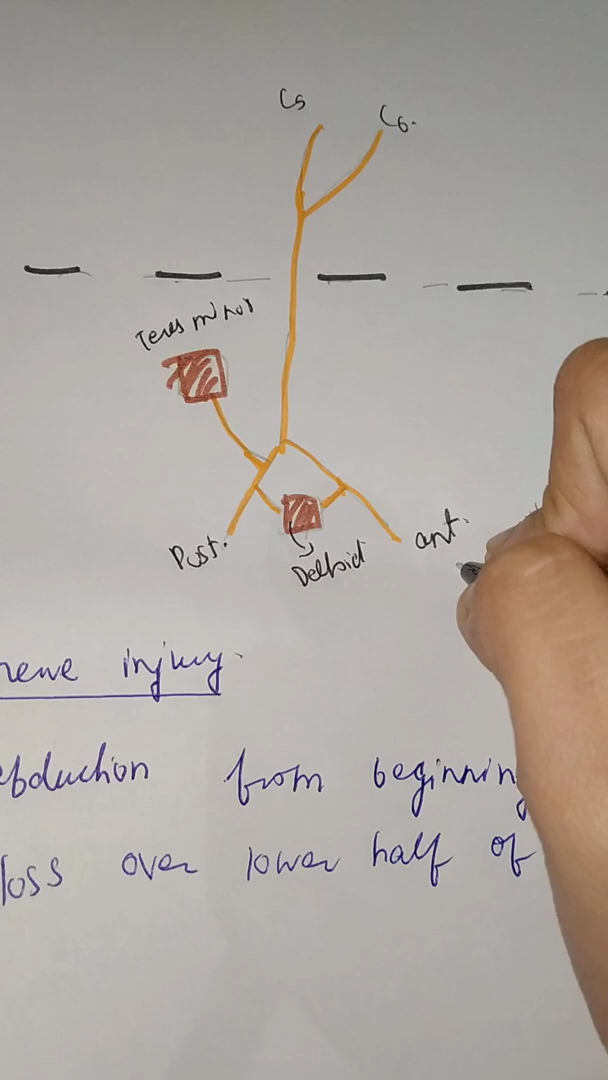 C5 C6.
Teres minor
Post.
Deltoid
ant.
nerve injury.
abduction from beginning
loss over lower half of